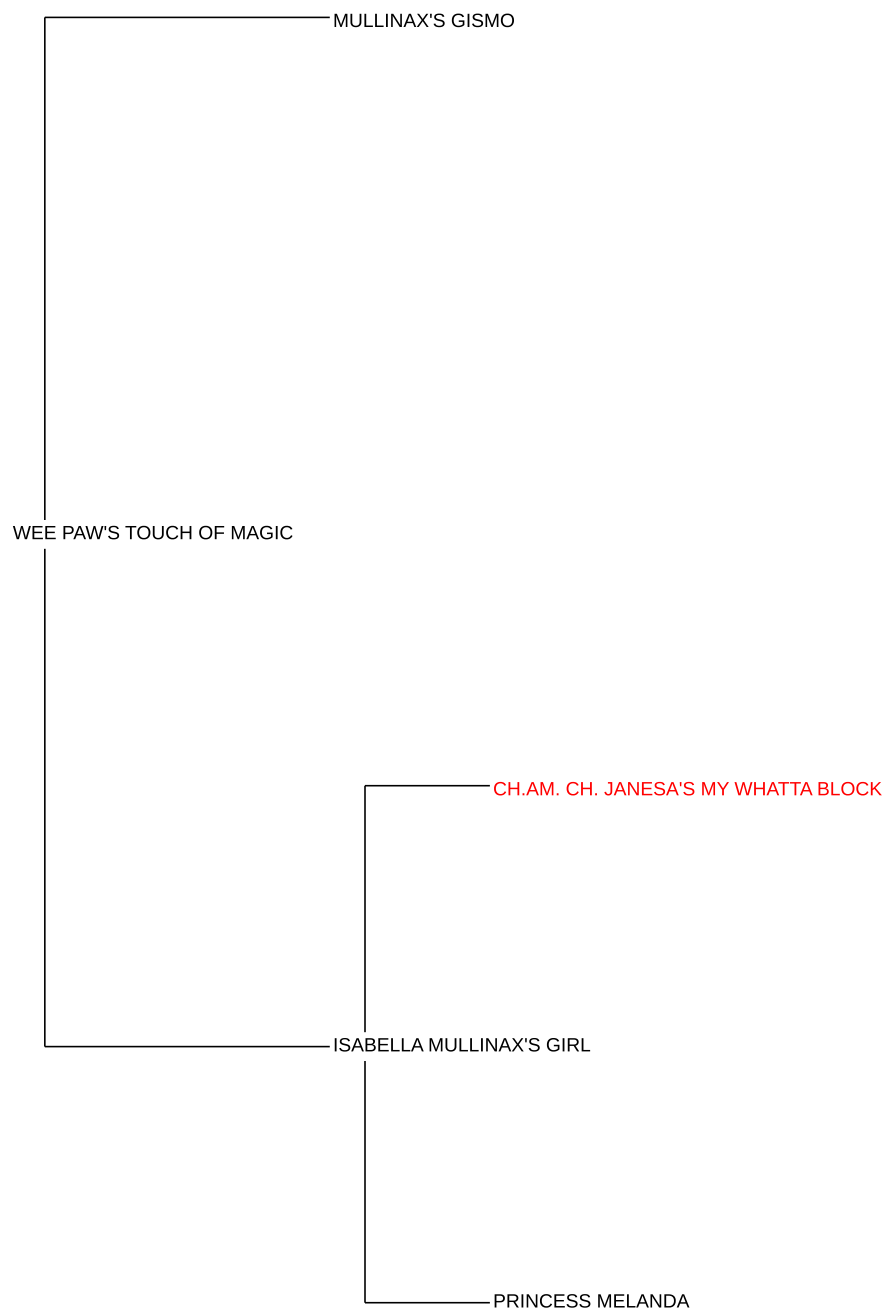 MULLINAX'S GISMO
WEE PAW'S TOUCH OF MAGIC
CH.AM. CH. JANESA'S MY WHATTA BLOCK
ISABELLA MULLINAX'S GIRL
PRINCESS MELANDA